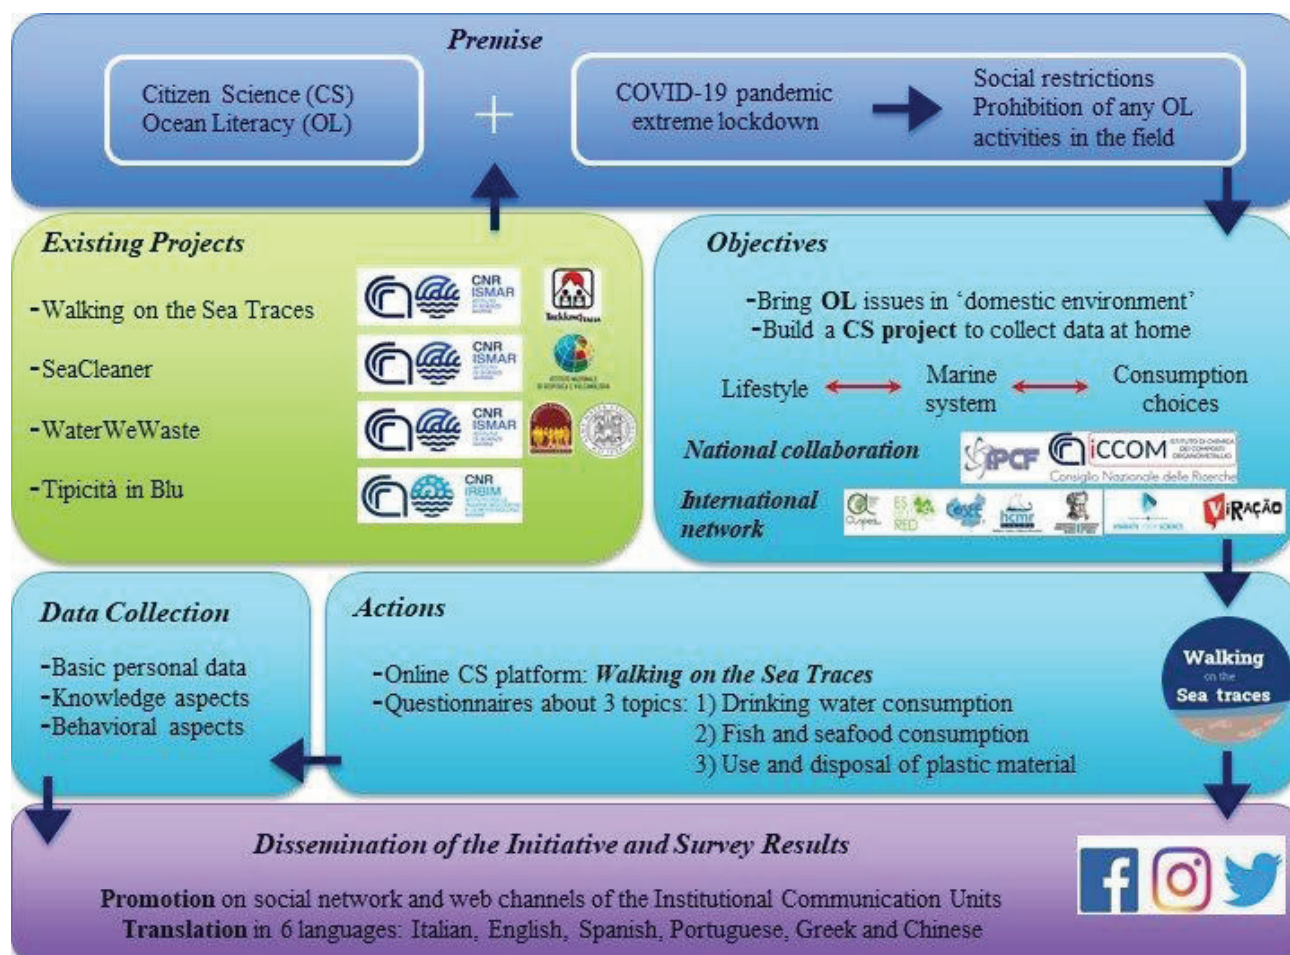 Premise
Citizen Science (CS)
Ocean Literacy (OL)
+
COVID-19 pandemic
extreme lockdown
Social restrictions
Prohibition of any OL
activities in the field
Existing Projects
-Walking on the Sea Traces
CNR
ISMAR
-SeaCleaner
CNR
ISMAR
-WaterWeWaste
CNR
ISMAR
-Tipicità in Blu
CNR
IRBIM
Objectives
-Bring OL issues in ‘domestic environment’
-Build a CS project to collect data at home
Lifestyle
Marine
system
Consumption
choices
National collaboration
IPCF
iCCOM
ISTITUTO DI CHIMICA
DEI COMPOSTI
ORGANOMETALLICI
Consiglio Nazionale delle Ricerche
International
network
hcmr
ViRAÇÃO
Data Collection
-Basic personal data
-Knowledge aspects
-Behavioral aspects
Actions
-Online CS platform: Walking on the Sea Traces
-Questionnaires about 3 topics: 1) Drinking water consumption
2) Fish and seafood consumption
3) Use and disposal of plastic material
Walking
on the
Sea traces
Dissemination of the Initiative and Survey Results
Promotion on social network and web channels of the Institutional Communication Units
Translation in 6 languages: Italian, English, Spanish, Portuguese, Greek and Chinese